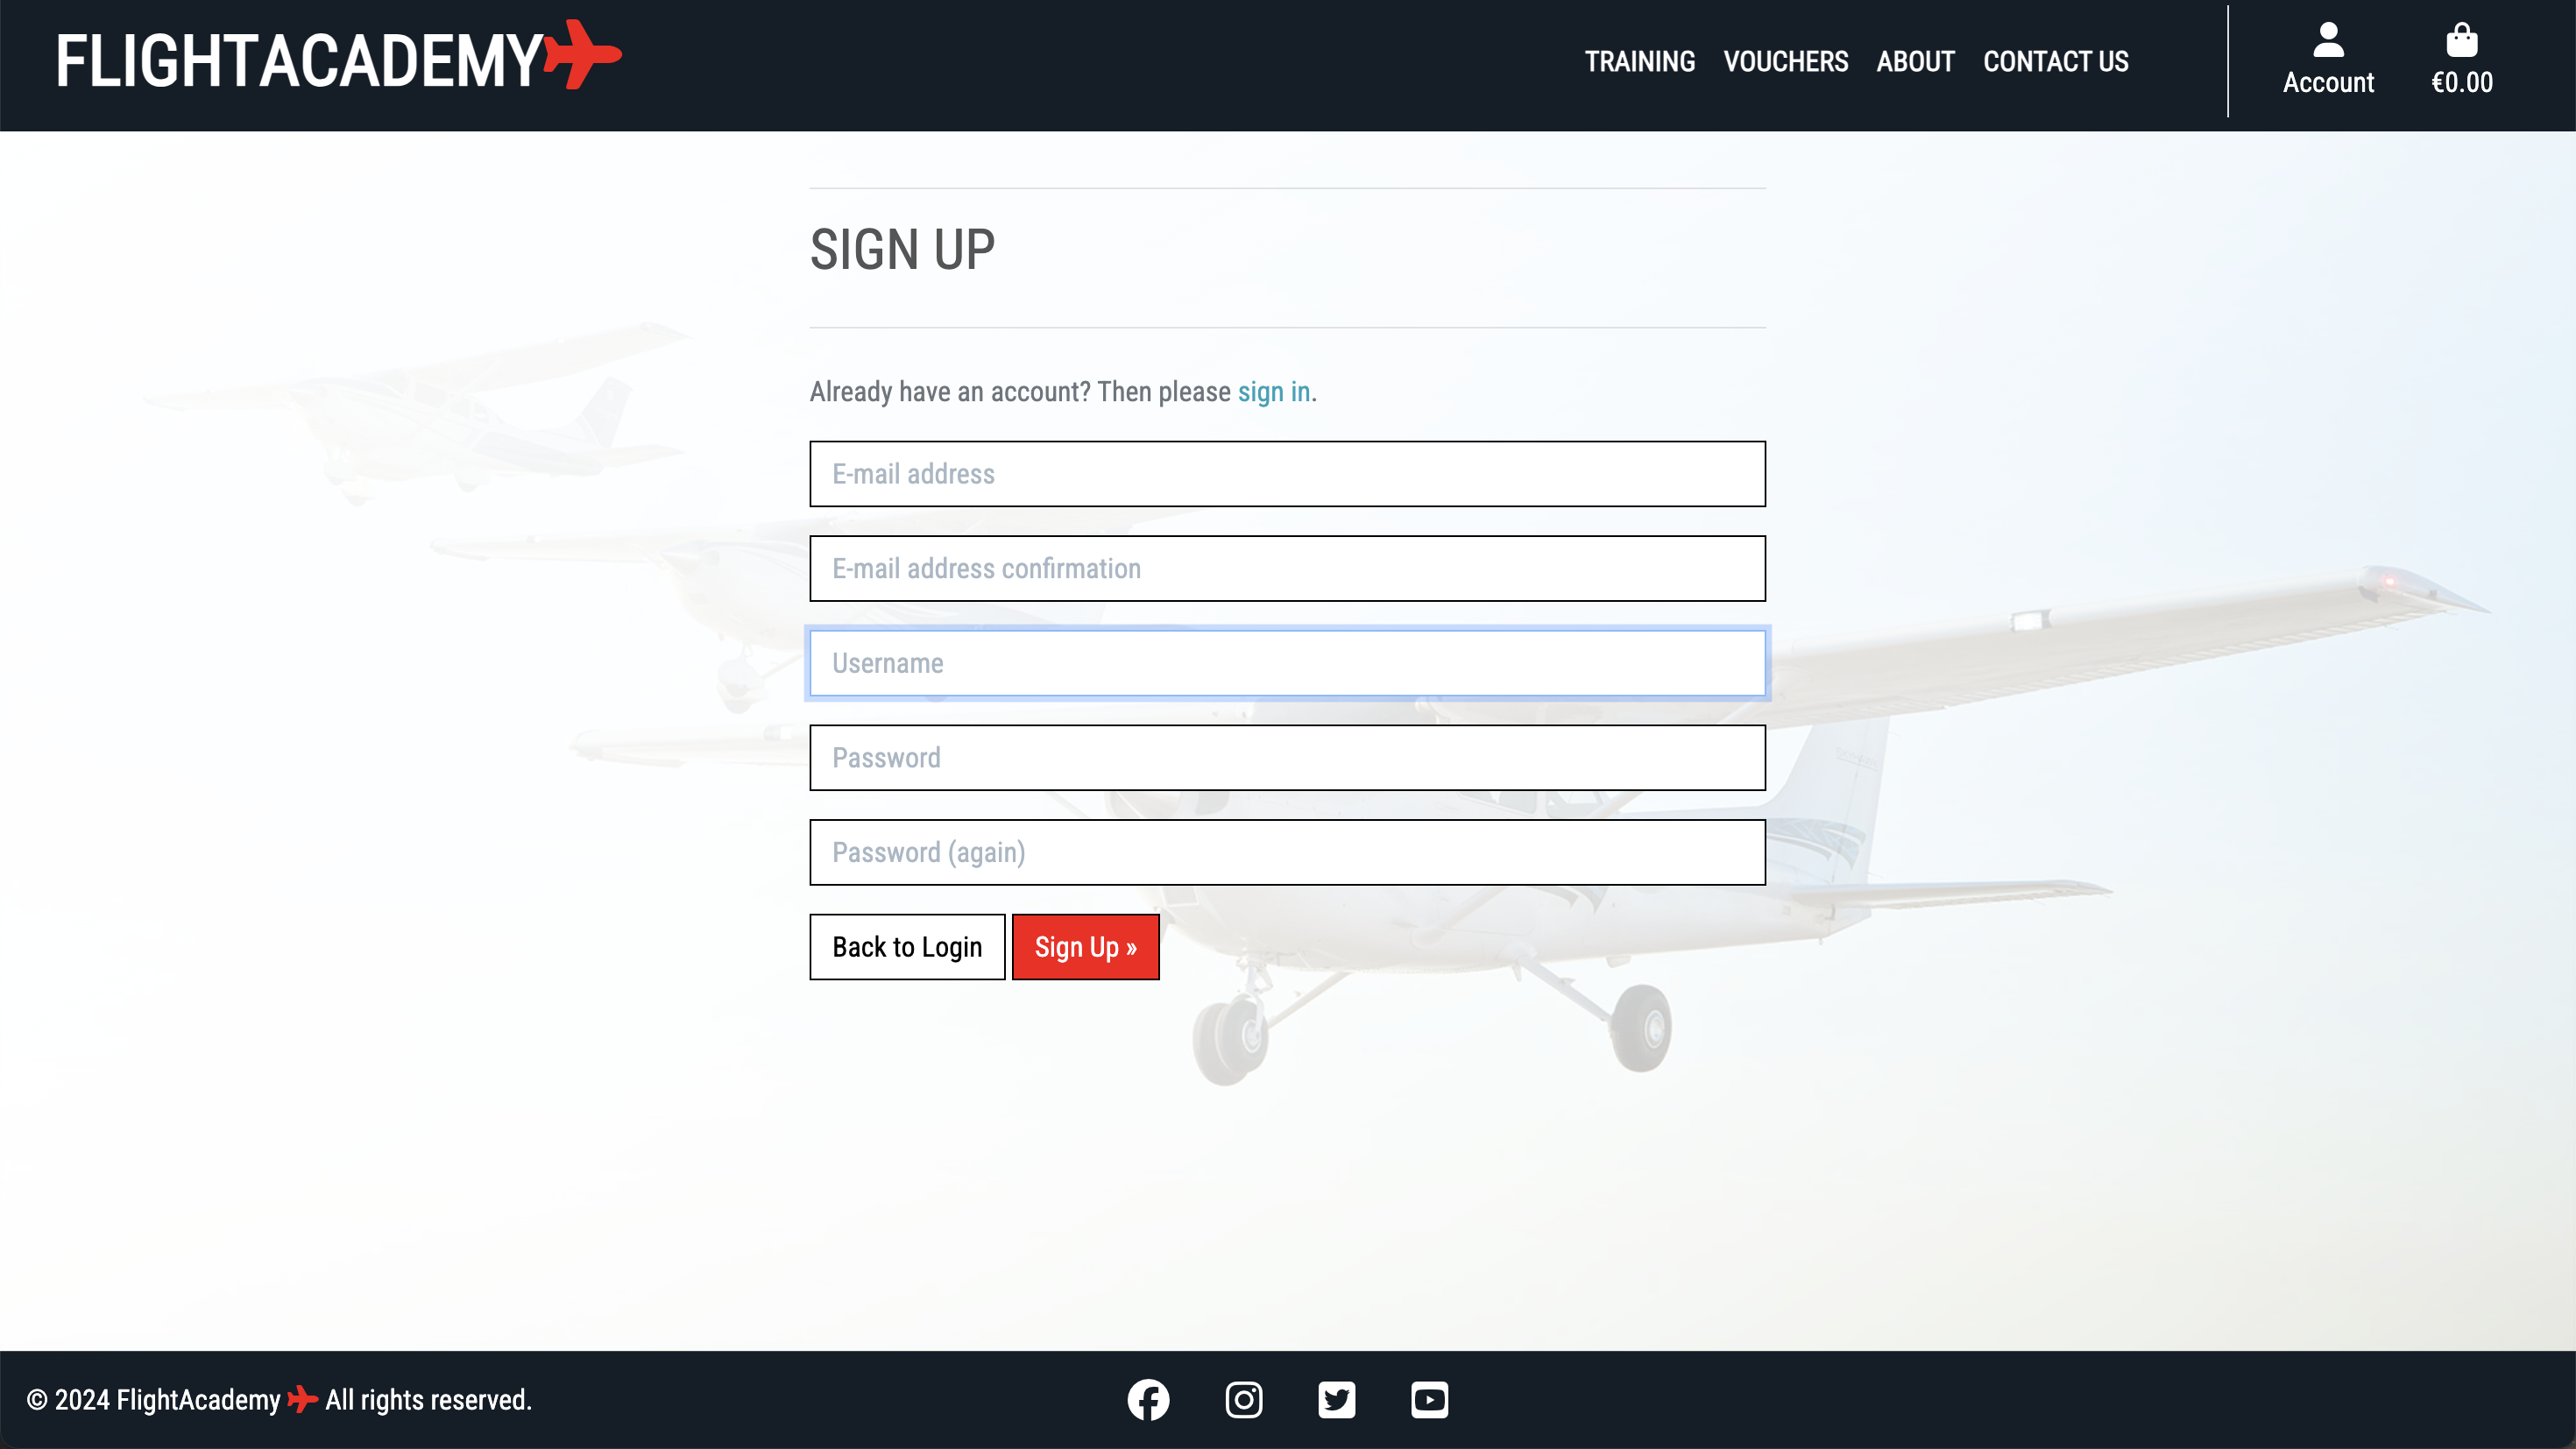 FLIGHTACADEMY
TRAINING VOUCHERS ABOUT CONTACT US
Account
€0.00
SIGN UP
Already have an account? Then please sign in.
E-mail address
E-mail address confirmation
Username
Password
Password (again)
Back to Login
Sign Up »
© 2024 FlightAcademy All rights reserved.